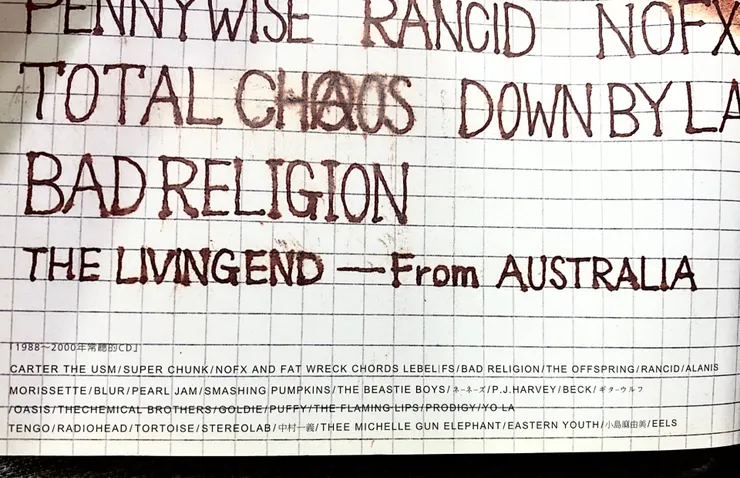 PENNYWISE RANCID NOFX
TOTAL CHAOS DOWN BY LA
BAD RELIGION
THE LIVING END — From AUSTRALIA
「1988~2000年常聽的CD」
CARTER THE USM/SUPER CHUNK/NOFX AND FAT WRECK CHORDS LEBELIFS/BAD RELIGION/THE OFFSPRING/RANCID/ALANIS
MORISSETTE/BLUR/PEARL JAM/SMASHING PUMPKINS/THE BEASTIE BOYS/ネーネーズ/P.J.HARVEY/BECK/ギターウルフ
/OASIS/THECHEMICAL BROTHERS/GOLDIE/PUFFY/THE FLAMING LIPS/PRODIGY/YO LA
TENGO/RADIOHEAD/TORTOISE/STEREOLAB/中村一義/THEE MICHELLE GUN ELEPHANT/EASTERN YOUTH/小島麻由美/EELS